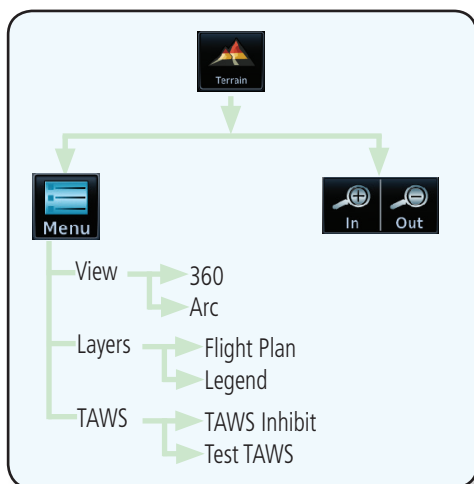 Terrain
Menu
In Out
View
360
Arc
Layers
Flight Plan
Legend
TAWS
TAWS Inhibit
Test TAWS